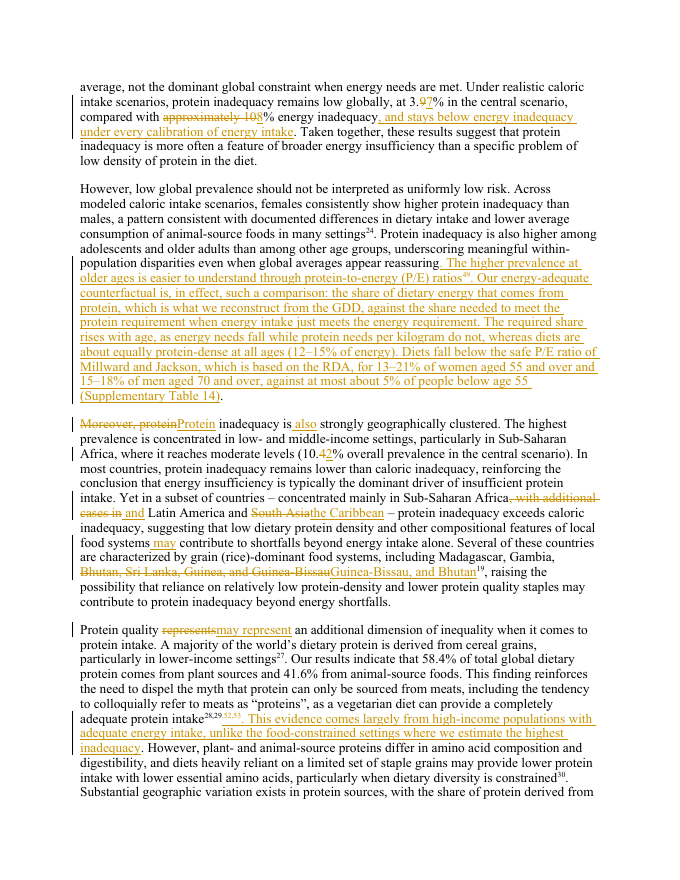 average, not the dominant global constraint when energy needs are met. Under realistic caloric
intake scenarios, protein inadequacy remains low globally, at 3.97% in the central scenario,
compared with approximately 108% energy inadequacy, and stays below energy inadequacy
under every calibration of energy intake. Taken together, these results suggest that protein
inadequacy is more often a feature of broader energy insufficiency than a specific problem of
low density of protein in the diet.
However, low global prevalence should not be interpreted as uniformly low risk. Across
modeled caloric intake scenarios, females consistently show higher protein inadequacy than
males, a pattern consistent with documented differences in dietary intake and lower average
consumption of animal-source foods in many settings24. Protein inadequacy is also higher among
adolescents and older adults than among other age groups, underscoring meaningful within-
population disparities even when global averages appear reassuring. The higher prevalence at
older ages is easier to understand through protein-to-energy (P/E) ratios49. Our energy-adequate
counterfactual is, in effect, such a comparison: the share of dietary energy that comes from
protein, which is what we reconstruct from the GDD, against the share needed to meet the
protein requirement when energy intake just meets the energy requirement. The required share
rises with age, as energy needs fall while protein needs per kilogram do not, whereas diets are
about equally protein-dense at all ages (12–15% of energy). Diets fall below the safe P/E ratio of
Millward and Jackson, which is based on the RDA, for 13–21% of women aged 55 and over and
15–18% of men aged 70 and over, against at most about 5% of people below age 55
(Supplementary Table 14).
Moreover, proteinProtein inadequacy is also strongly geographically clustered. The highest
prevalence is concentrated in low- and middle-income settings, particularly in Sub-Saharan
Africa, where it reaches moderate levels (10.42% overall prevalence in the central scenario). In
most countries, protein inadequacy remains lower than caloric inadequacy, reinforcing the
conclusion that energy insufficiency is typically the dominant driver of insufficient protein
intake. Yet in a subset of countries – concentrated mainly in Sub-Saharan Africa, with additional
cases in and Latin America and South Asiathe Caribbean – protein inadequacy exceeds caloric
inadequacy, suggesting that low dietary protein density and other compositional features of local
food systems may contribute to shortfalls beyond energy intake alone. Several of these countries
are characterized by grain (rice)-dominant food systems, including Madagascar, Gambia,
Bhutan, Sri Lanka, Guinea, and Guinea-BissauGuinea-Bissau, and Bhutan19, raising the
possibility that reliance on relatively low protein-density and lower protein quality staples may
contribute to protein inadequacy beyond energy shortfalls.
Protein quality representsmay represent an additional dimension of inequality when it comes to
protein intake. A majority of the world’s dietary protein is derived from cereal grains,
particularly in lower-income settings27. Our results indicate that 58.4% of total global dietary
protein comes from plant sources and 41.6% from animal-source foods. This finding reinforces
the need to dispel the myth that protein can only be sourced from meats, including the tendency
to colloquially refer to meats as “proteins”, as a vegetarian diet can provide a completely
adequate protein intake28,29,52,53. This evidence comes largely from high-income populations with
adequate energy intake, unlike the food-constrained settings where we estimate the highest
inadequacy. However, plant- and animal-source proteins differ in amino acid composition and
digestibility, and diets heavily reliant on a limited set of staple grains may provide lower protein
intake with lower essential amino acids, particularly when dietary diversity is constrained30.
Substantial geographic variation exists in protein sources, with the share of protein derived from